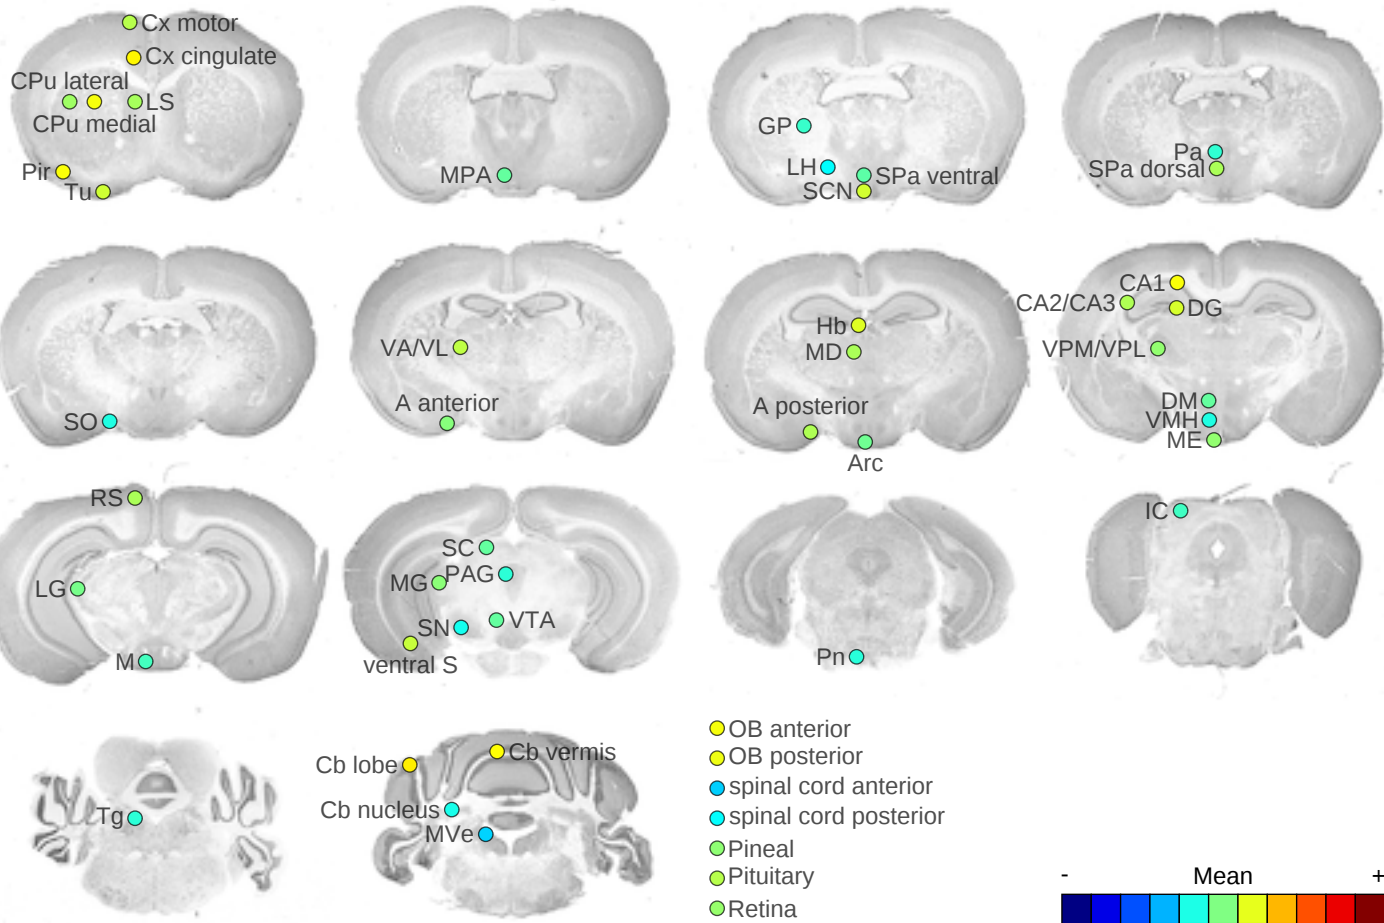 Cx motor
Cx cingulate
CPu lateral
LS
CPu medial
Pir
Tu
MPA
GP
LH
SPa ventral
SCN
Pa
SPa dorsal
SO
VA/VL
A anterior
Hb
MD
A posterior
Arc
CA1
CA2/CA3
DG
VPM/VPL
DM
VMH
ME
RS
LG
M
SC
MG
PAG
SN
VTA
ventral S
Pn
IC
Tg
Cb lobe
Cb vermis
Cb nucleus
MVe
OB anterior
OB posterior
spinal cord anterior
spinal cord posterior
Pineal
Pituitary
Retina
- Mean +